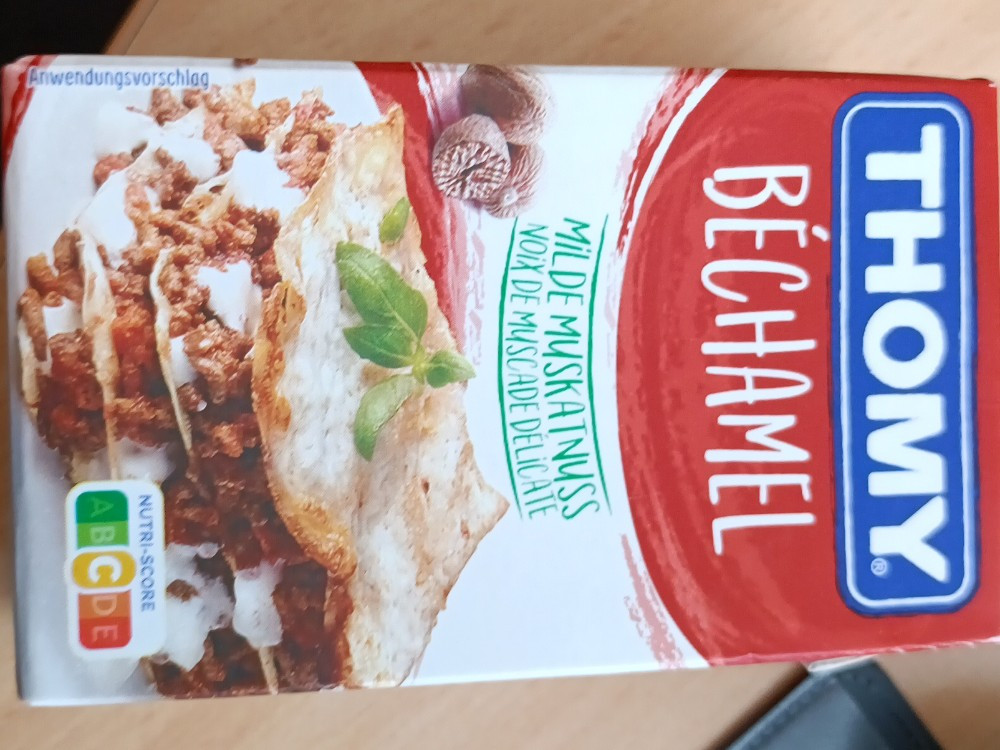 THOMY®
BÉCHAMEL
MILDE MUSKATNUSS
NOIX DE MUSCADE DÉLICATE
Anwendungsvorschlag
NUTRI-SCORE
A B C D E